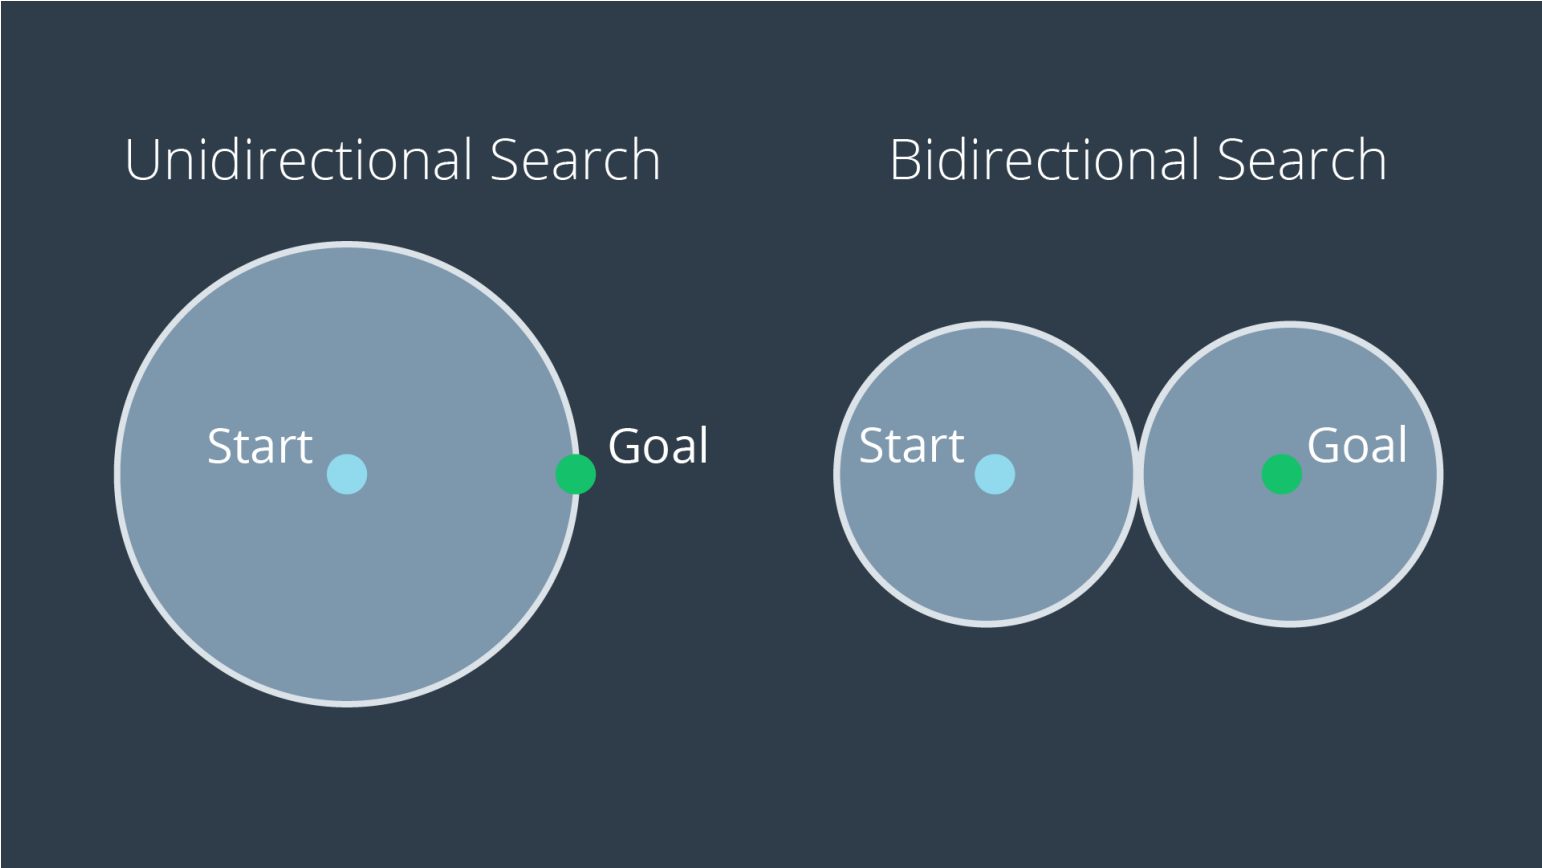 Unidirectional Search
Start
Goal
Bidirectional Search
Start
Goal